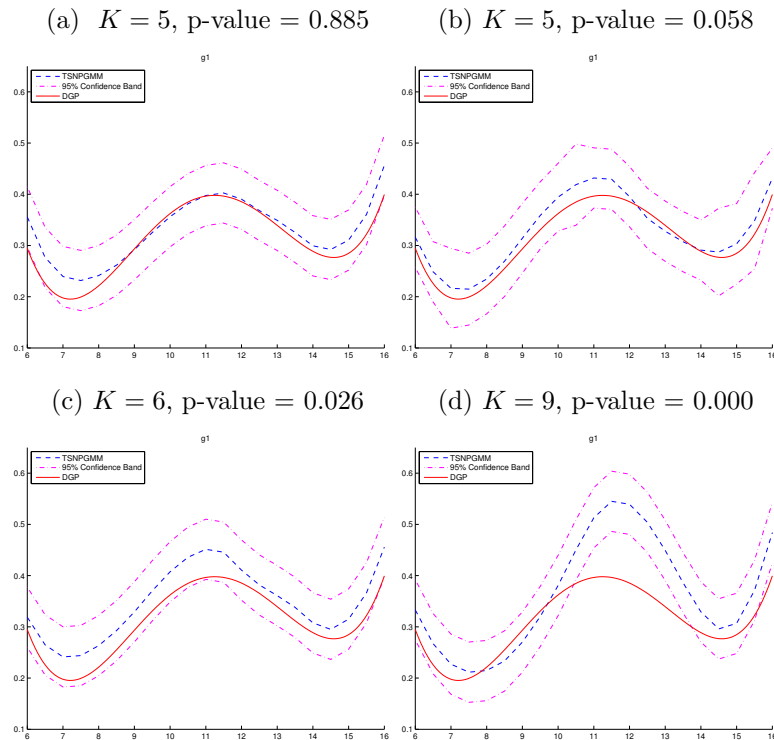 (a) K = 5, p-value = 0.885
(b) K = 5, p-value = 0.058
g1
TSNPGMM
95% Confidence Band
DGP
0.6
0.5
0.4
0.3
0.2
0.1
6 7 8 9 10 11 12 13 14 15 16
g1
TSNPGMM
95% Confidence Band
DGP
0.6
0.5
0.4
0.3
0.2
0.1
6 7 8 9 10 11 12 13 14 15 16
(c) K = 6, p-value = 0.026
(d) K = 9, p-value = 0.000
g1
TSNPGMM
95% Confidence Band
DGP
0.6
0.5
0.4
0.3
0.2
0.1
6 7 8 9 10 11 12 13 14 15 16
g1
TSNPGMM
95% Confidence Band
DGP
0.6
0.5
0.4
0.3
0.2
0.1
6 7 8 9 10 11 12 13 14 15 16